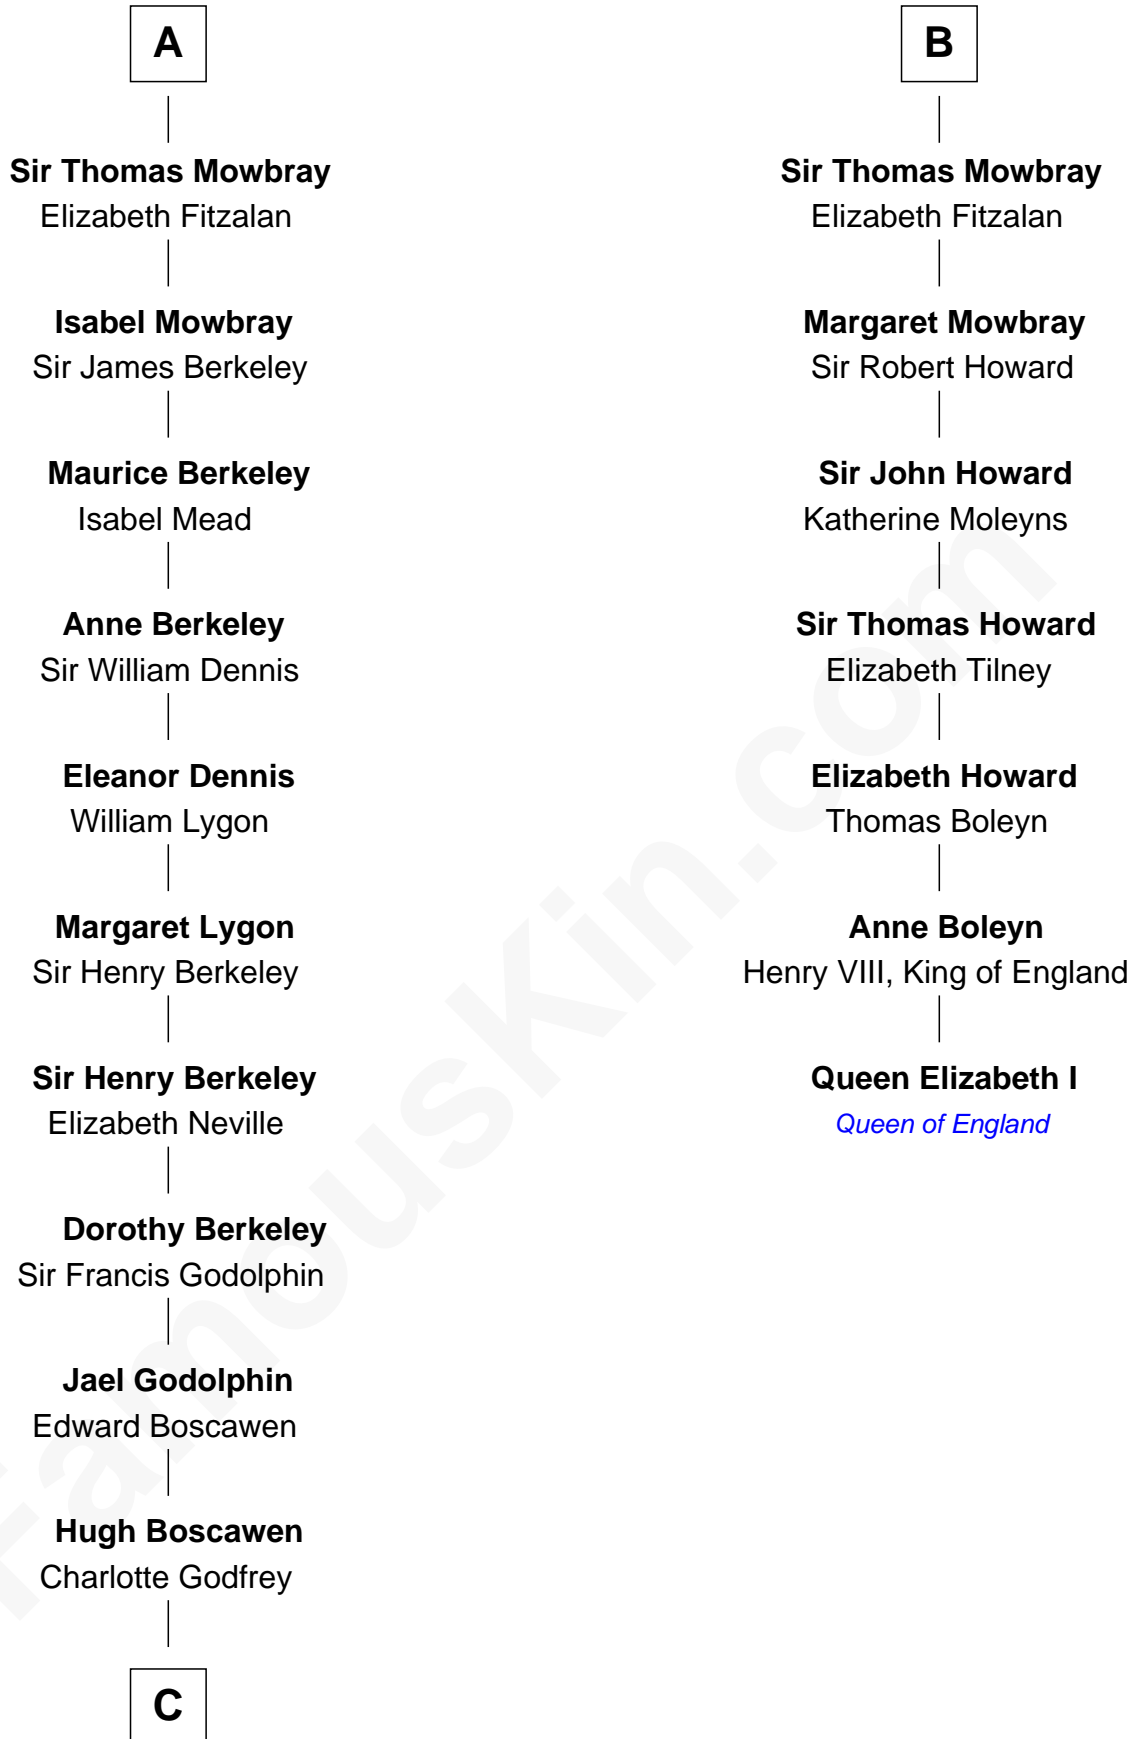 A
Sir Thomas Mowbray
Elizabeth Fitzalan
Isabel Mowbray
Sir James Berkeley
Maurice Berkeley
Isabel Mead
Anne Berkeley
Sir William Dennis
Eleanor Dennis
William Lygon
Margaret Lygon
Sir Henry Berkeley
Sir Henry Berkeley
Elizabeth Neville
Dorothy Berkeley
Sir Francis Godolphin
Jael Godolphin
Edward Boscawen
Hugh Boscawen
Charlotte Godfrey
C
B
Sir Thomas Mowbray
Elizabeth Fitzalan
Margaret Mowbray
Sir Robert Howard
Sir John Howard
Katherine Moleyns
Sir Thomas Howard
Elizabeth Tilney
Elizabeth Howard
Thomas Boleyn
Anne Boleyn
Henry VIII, King of England
Queen Elizabeth I
Queen of England
FamousKin.com